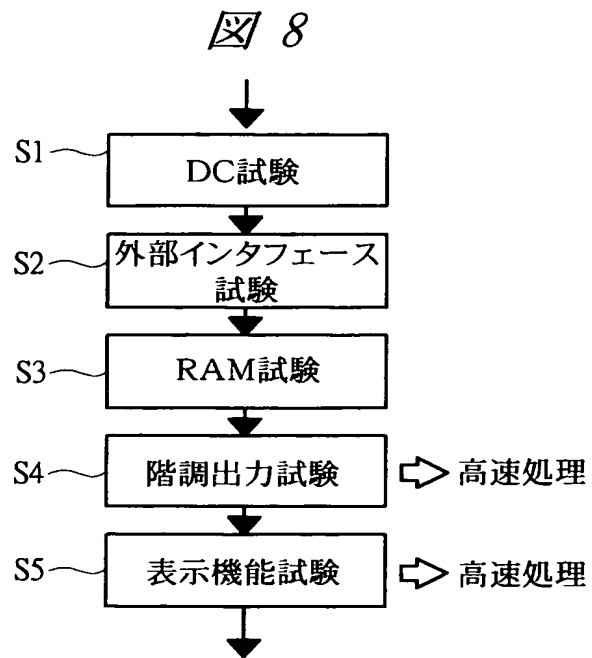 図 8
S1
DC試験
S2
外部インタフェース
試験
S3
RAM試験
S4
階調出力試験
高速処理
S5
表示機能試験
高速処理